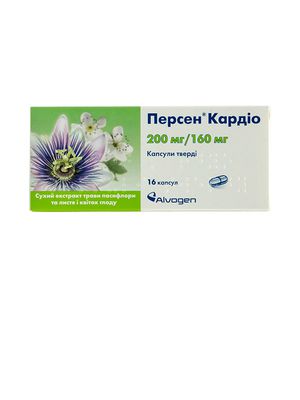 Персен® Кардіо
200 мг/160 мг
Капсули тверді
16 капсул
Сухий екстракт трави пасифлори
та листя і квіток глоду
Alvogen